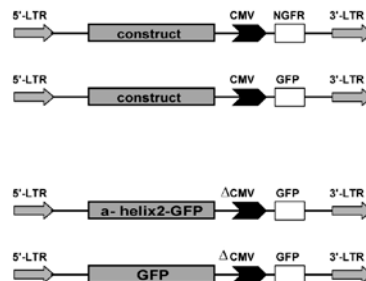 5'-LTR CMV NGFR 3'-LTR
construct
5'-LTR CMV GFP 3'-LTR
construct
5'-LTR ΔCMV GFP 3'-LTR
a- helix2-GFP
5'-LTR ΔCMV GFP 3'-LTR
GFP